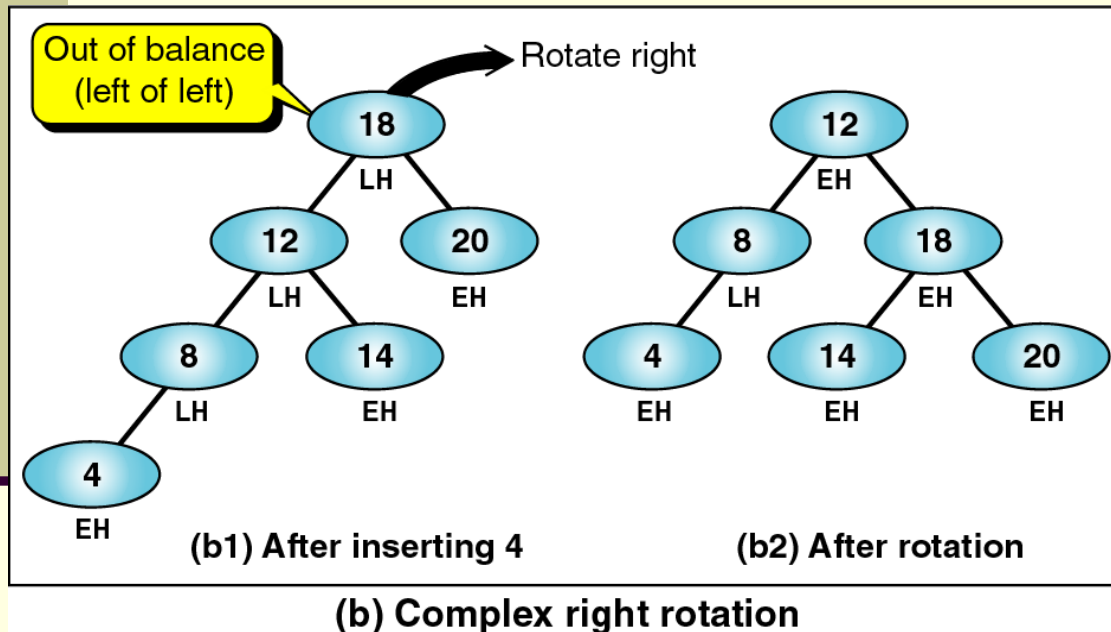 Out of balance
(left of left)
Rotate right
18
LH
12
LH
20
EH
8
LH
14
EH
4
EH
(b1) After inserting 4
12
EH
8
LH
18
EH
4
EH
14
EH
20
EH
(b2) After rotation
(b) Complex right rotation